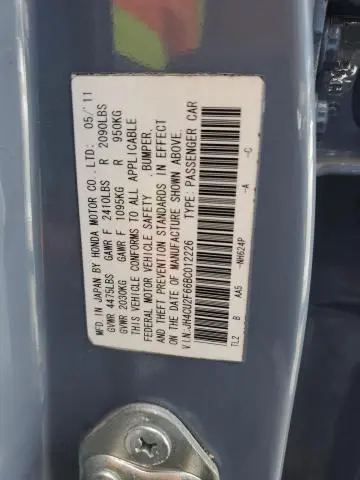 MFD. IN JAPAN BY HONDA MOTOR CO., LTD: 05/'11
GVWR 4475LBS GAWR F 2410LBS R 2090LBS
GVWR 2030KG GAWR F 1095KG R 950KG
THIS VEHICLE CONFORMS TO ALL APPLICABLE
FEDERAL MOTOR VEHICLE SAFETY , BUMPER,
AND THEFT PREVENTION STANDARDS IN EFFECT
ON THE DATE OF MANUFACTURE SHOWN ABOVE.
V.I.N:JH4CU2F66BC012226 TYPE: PASSENGER CAR
TL2 B AA5 -NH624P -A -C